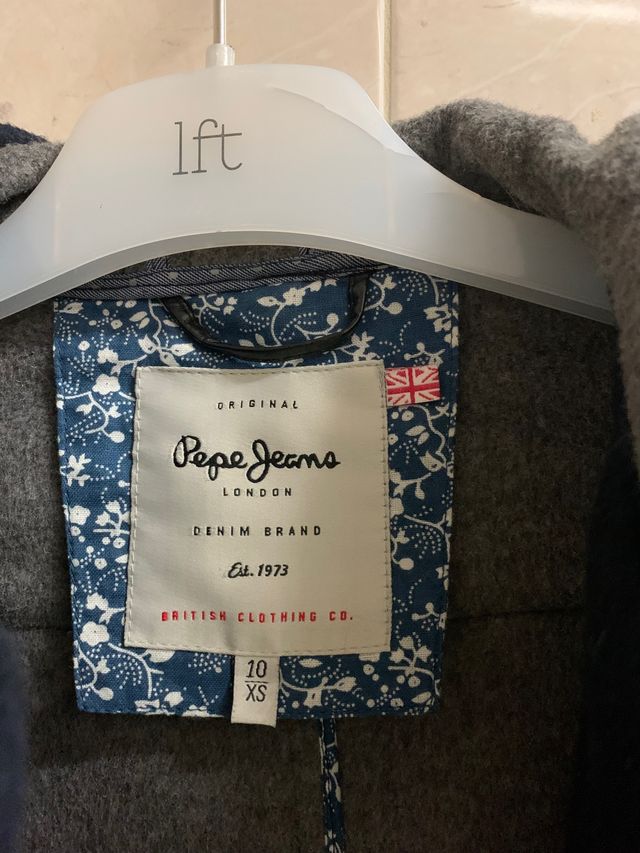 lft
ORIGINAL
Pepe Jeans
LONDON
DENIM BRAND
Est. 1973
BRITISH CLOTHING CO.
10
XS